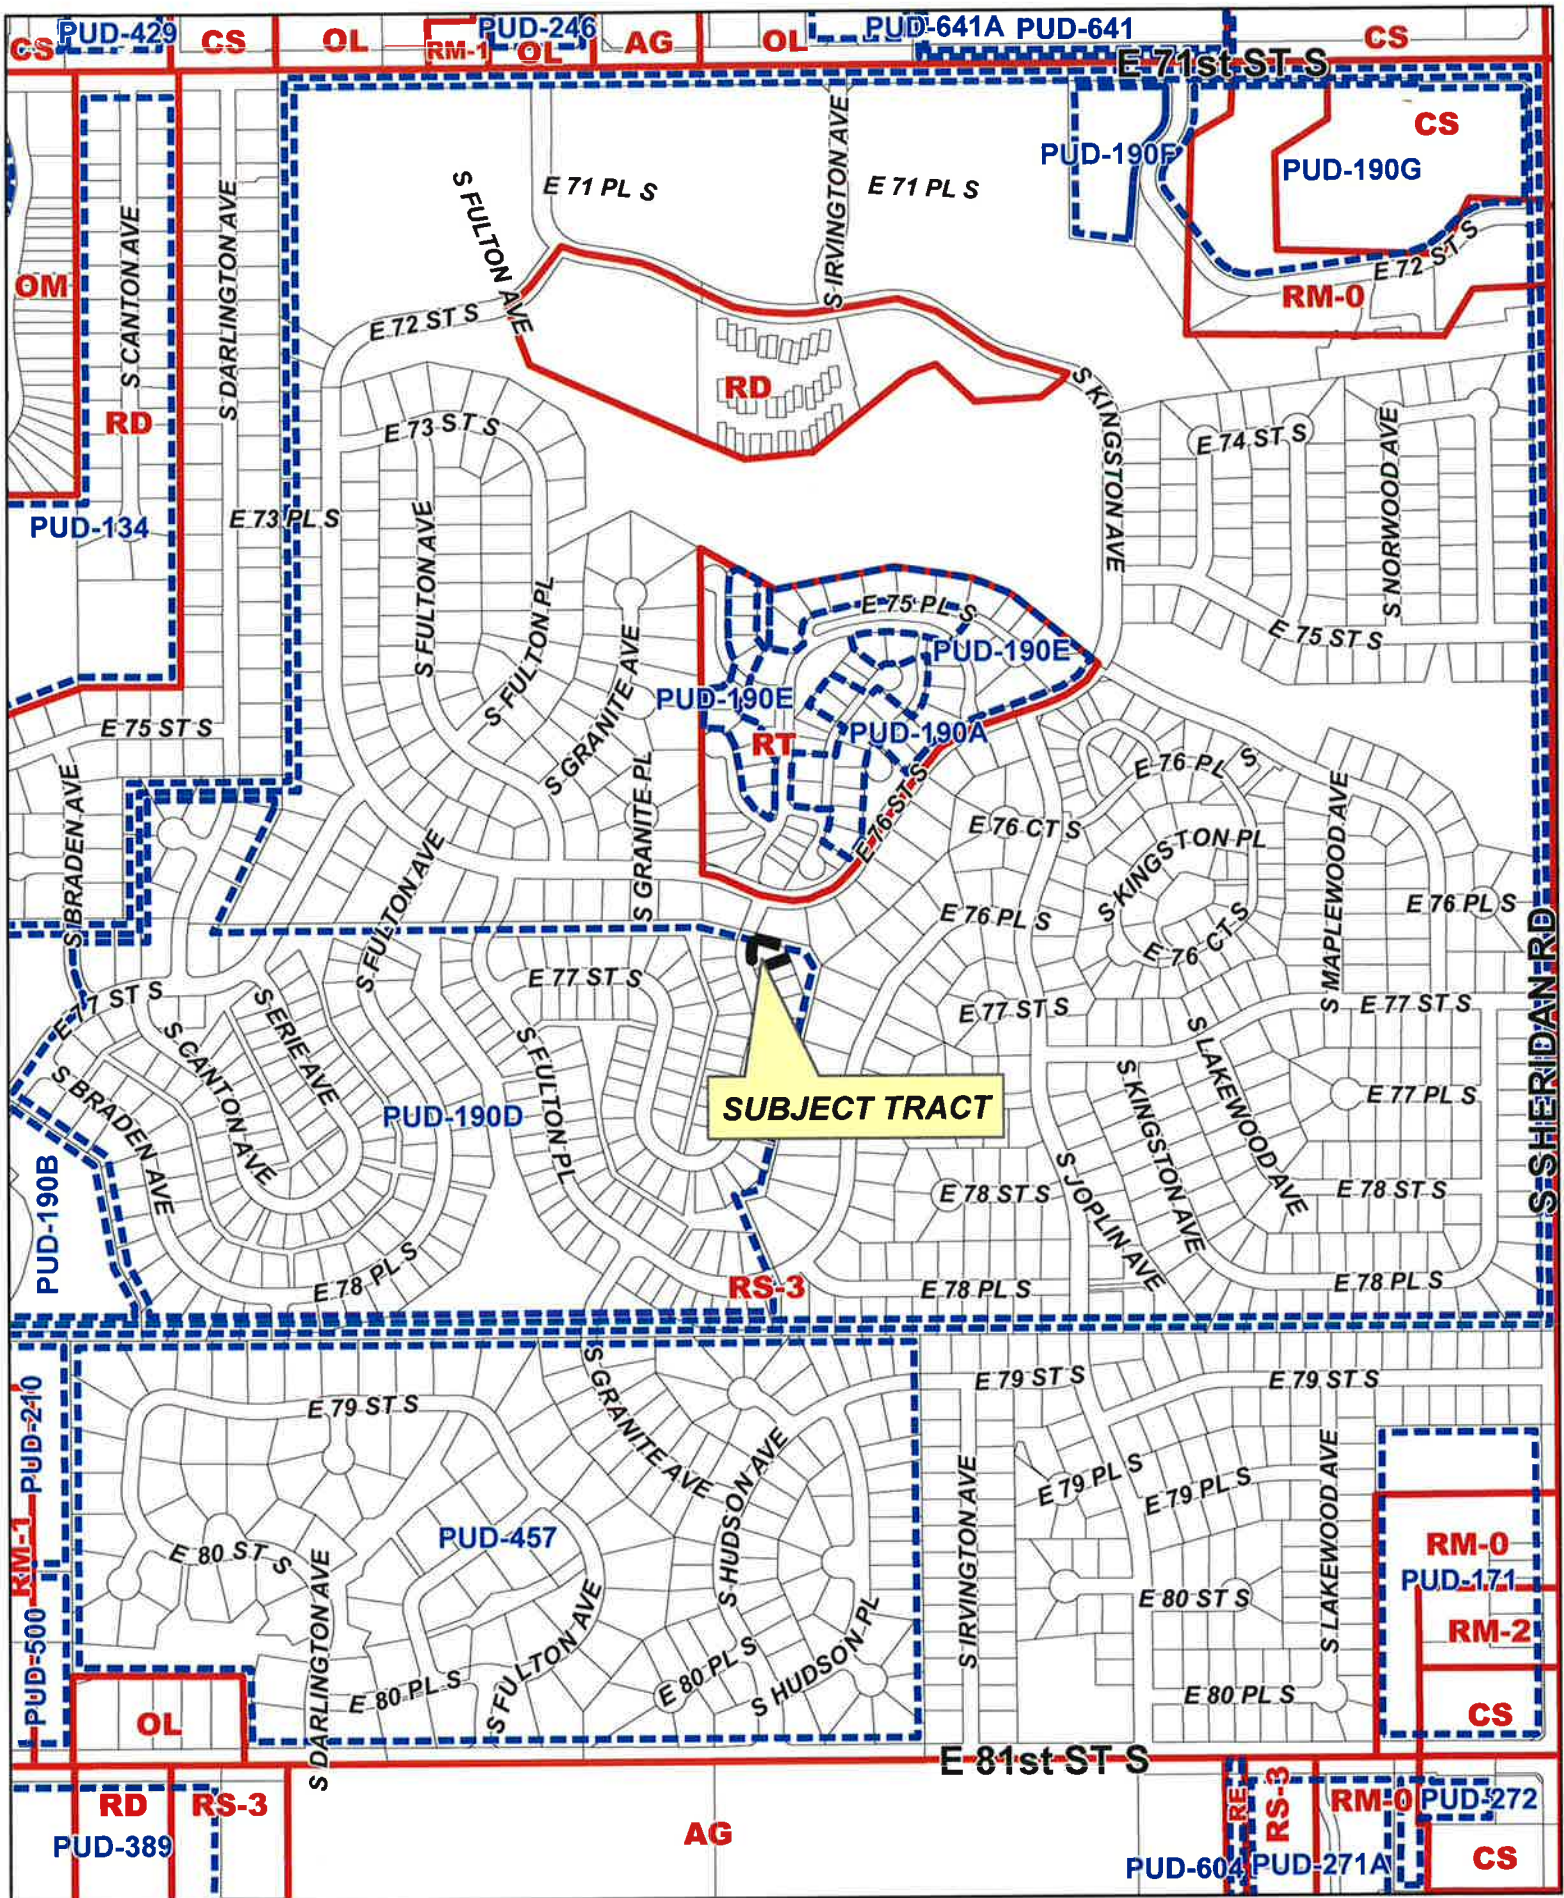 CS
PUD-429
CS
OL
RM-1
PUD-246
OL
AG
OL
PUD-641A
PUD-641
CS
E 71st ST S
CS
PUD-190F
PUD-190G
E 71 PL S
E 71 PL S
S FULTON AVE
S IRVINGTON AVE
S CANTON AVE
S DARLINGTON AVE
OM
E 72 ST S
RM-0
E 72 ST S
RD
RD
S KINGSTON AVE
E 73 ST S
E 74 ST S
S NORWOOD AVE
PUD-134
E 73 PL S
S FULTON AVE
S FULTON PL
S GRANITE AVE
E 75 PL S
E 75 ST S
PUD-190E
PUD-190E
PUD-190A
RT
E 75 ST S
S BRADEN AVE
S GRANITE PL
E 76 ST S
E 76 PL S
E 76 CT S
S KINGSTON PL
S MAPLEWOOD AVE
S FULTON AVE
E 76 PL S
E 76 CT S
E 76 PL S
S SHERIDAN RD
E 77 ST S
E 77 ST S
E 77 ST S
E 77 ST S
S ERIE AVE
S CANTON AVE
S BRADEN AVE
S FULTON PL
S LAKEWOOD AVE
S KINGSTON AVE
E 77 PL S
SUBJECT TRACT
PUD-190D
PUD-190B
E 78 ST S
S JOPLIN AVE
E 78 ST S
E 78 PL S
RS-3
E 78 PL S
E 78 PL S
PUD-210
RM-1
PUD-500
E 79 ST S
S GRANITE AVE
E 79 ST S
E 79 ST S
S HUDSON AVE
S IRVINGTON AVE
E 79 PL S
E 79 PL S
S LAKEWOOD AVE
PUD-457
E 80 ST S
S DARLINGTON AVE
S FULTON AVE
E 80 PL S
E 80 PL S
S HUDSON PL
E 80 ST S
E 80 PL S
RM-0
PUD-171
RM-2
CS
OL
E 81st ST S
RD
RS-3
PUD-389
AG
RE
RS-3
RM-0
PUD-272
PUD-604
PUD-271A
CS